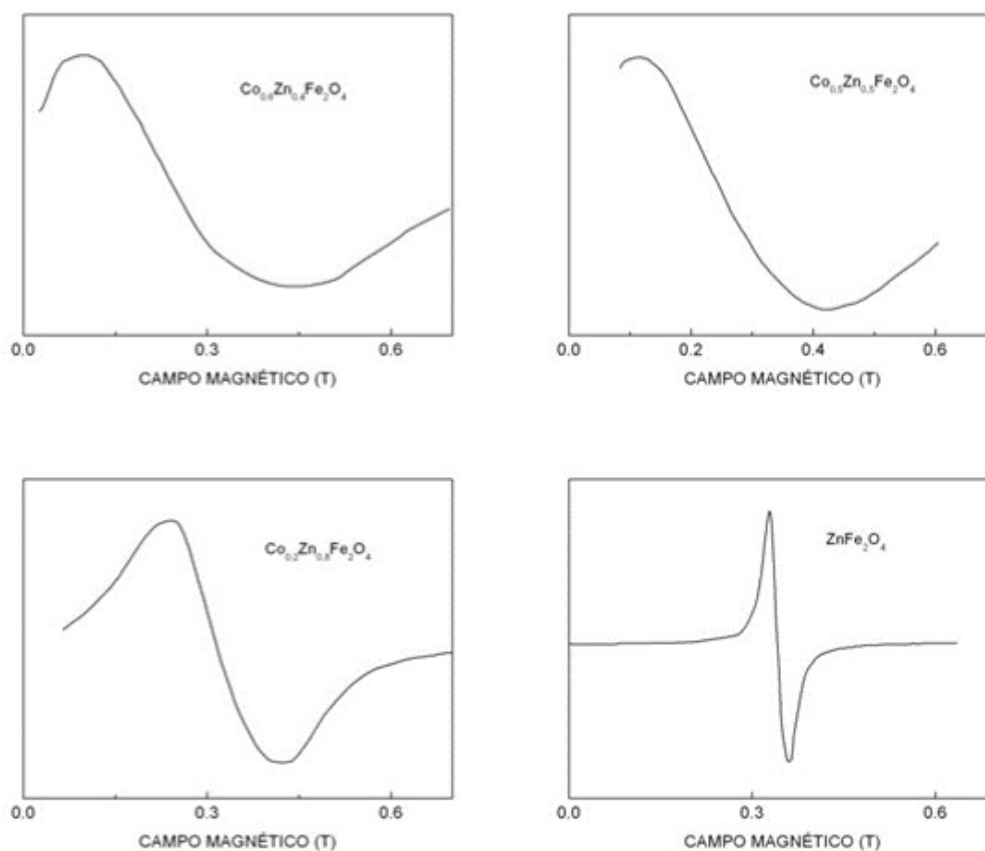 Co0,6Zn0,4Fe2O4
0.0 0.3 0.6
CAMPO MAGNÉTICO (T)
Co0,5Zn0,5Fe2O4
0.0 0.2 0.4 0.6
CAMPO MAGNÉTICO (T)
Co0,2Zn0,8Fe2O4
0.0 0.3 0.6
CAMPO MAGNÉTICO (T)
ZnFe2O4
0.0 0.3 0.6
CAMPO MAGNÉTICO (T)